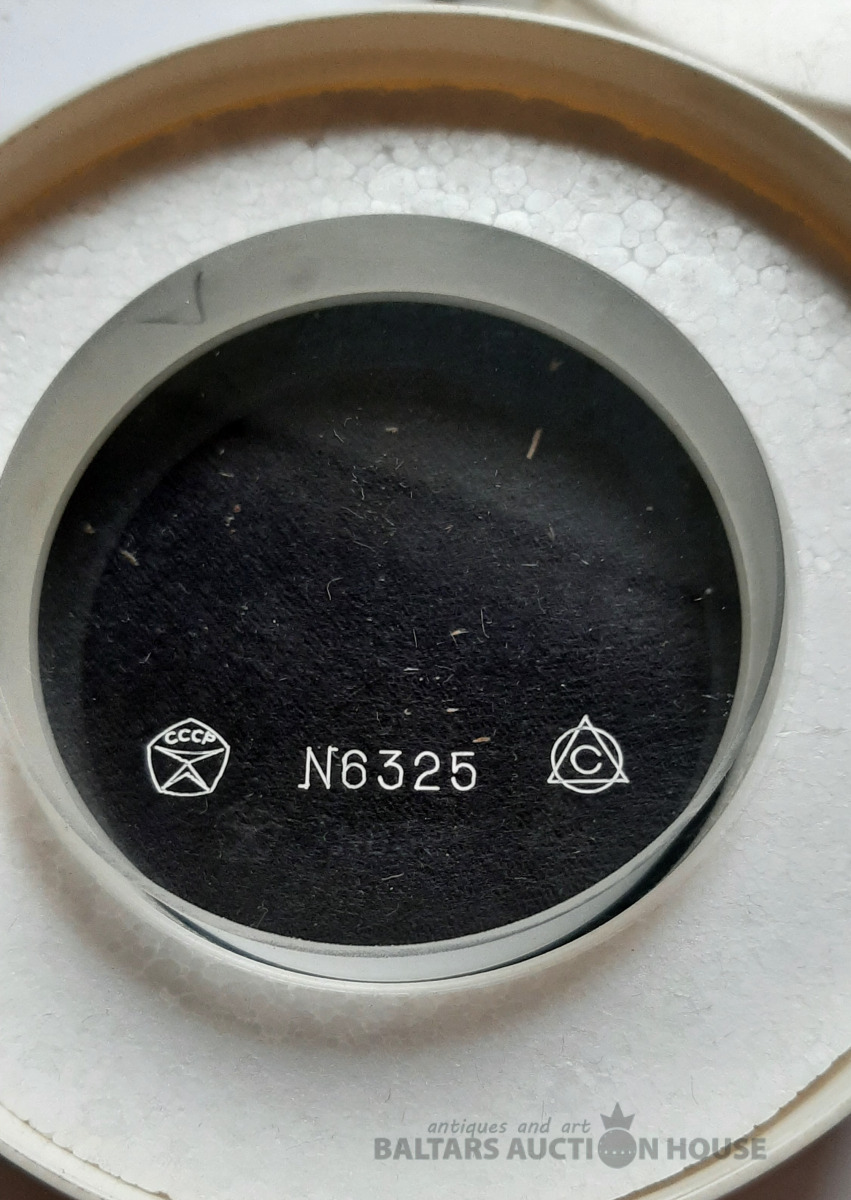 СССР
N6325
C
antiques and art
BALTARS AUCTION HOUSE